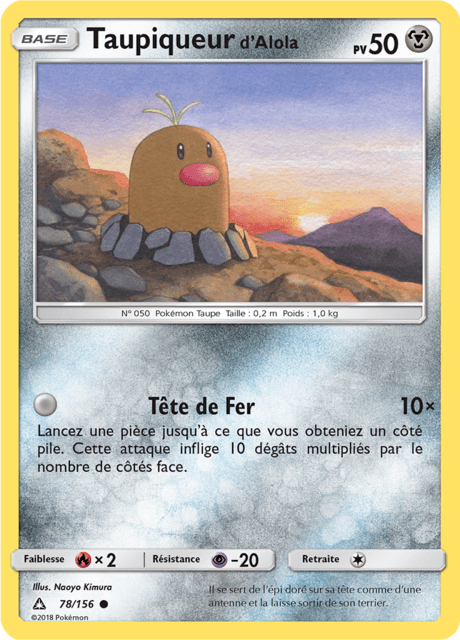 BASE
Taupiqueur d'Alola
PV 50
N° 050 Pokémon Taupe Taille : 0,2 m Poids : 1,0 kg
Tête de Fer 10×
Lancez une pièce jusqu'à ce que vous obteniez un côté
pile. Cette attaque inflige 10 dégâts multipliés par le
nombre de côtés face.
Faiblesse ×2 Résistance -20 Retraite
Illus. Naoyo Kimura
78/156
©2018 Pokémon
Il se sert de l'épi doré sur sa tête comme d'une
antenne et la laisse sortir de son terrier.